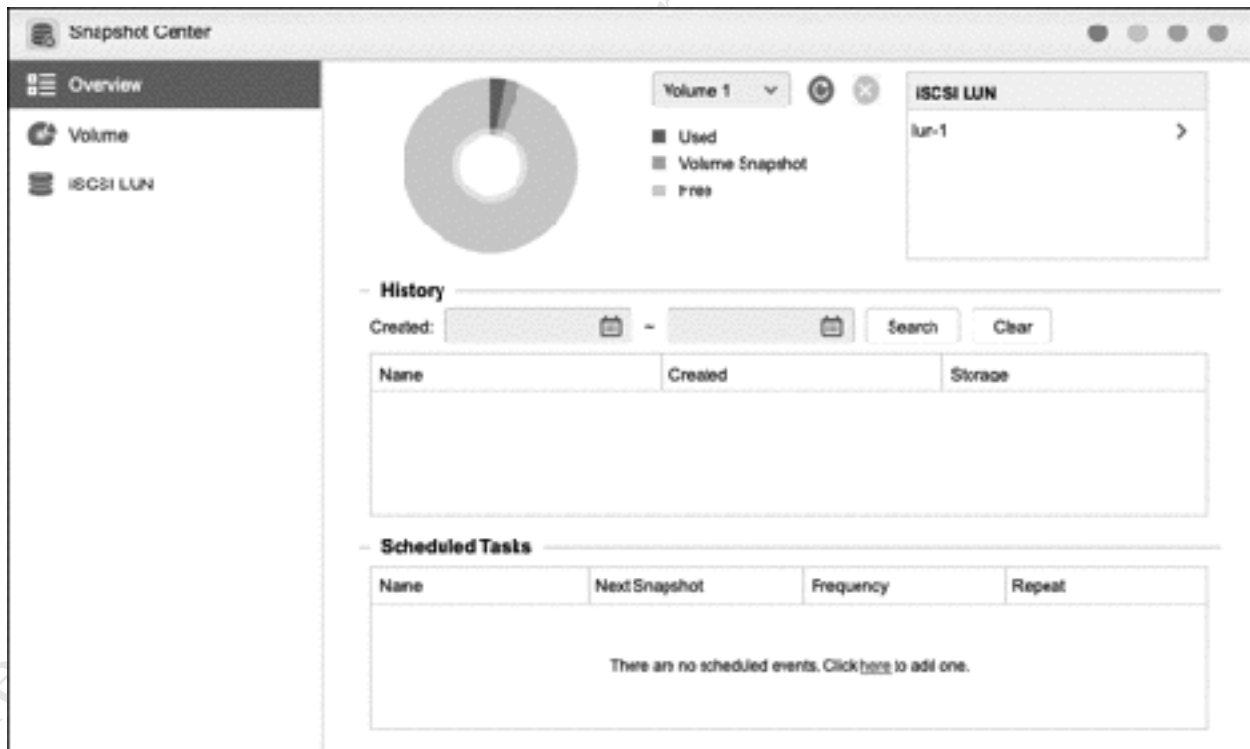 Snapshot Center
Overview
Volume
iSCSI LUN
Volume 1
Used
Volume Snapshot
Free
iSCSI LUN
lun-1
History
Created: ~ Search Clear
Name Created Storage
Scheduled Tasks
Name Next Snapshot Frequency Repeat
There are no scheduled events. Click here to add one.